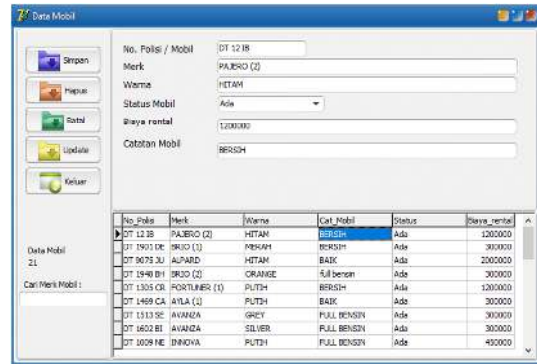 Data Mobil
Simpan
Hapus
Batal
Update
Keluar
Data Mobil
21
Cari Merk Mobil :
No. Polisi / Mobil DT 12 IB
Merk PAJERO (2)
Warna HITAM
Status Mobil Ada
Biaya rental 1200000
Catatan Mobil BERSIH
No_Polisi Merk Warna Cat_Mobil Status Biaya_rental
DT 12 IB PAJERO (2) HITAM BERSIH Ada 1200000
DT 1901 DE BRIO (1) MERAH BERSIH Ada 300000
DT 9075 JU ALPARD HITAM BAIK Ada 2000000
DT 1948 BH BRIO (2) ORANGE full bensin Ada 300000
DT 1305 CR FORTUNER (1) PUTIH BERSIH Ada 1200000
DT 1469 CA AYLA (1) PUTIH BAIK Ada 300000
DT 1513 SE AVANZA GREY FULL BENSIN Ada 300000
DT 1602 BI AVANZA SILVER FULL BENSIN Ada 300000
DT 1009 NE INNOVA PUTIH FULL BENSIN Ada 450000